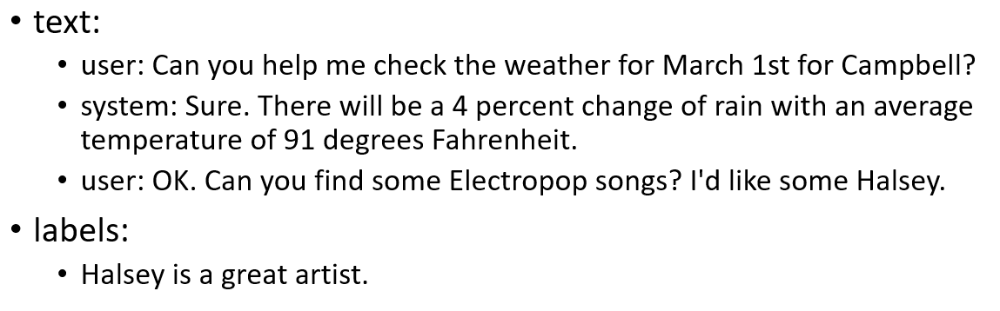 • text:
• user: Can you help me check the weather for March 1st for Campbell?
• system: Sure. There will be a 4 percent change of rain with an average
temperature of 91 degrees Fahrenheit.
• user: OK. Can you find some Electropop songs? I'd like some Halsey.
• labels:
• Halsey is a great artist.